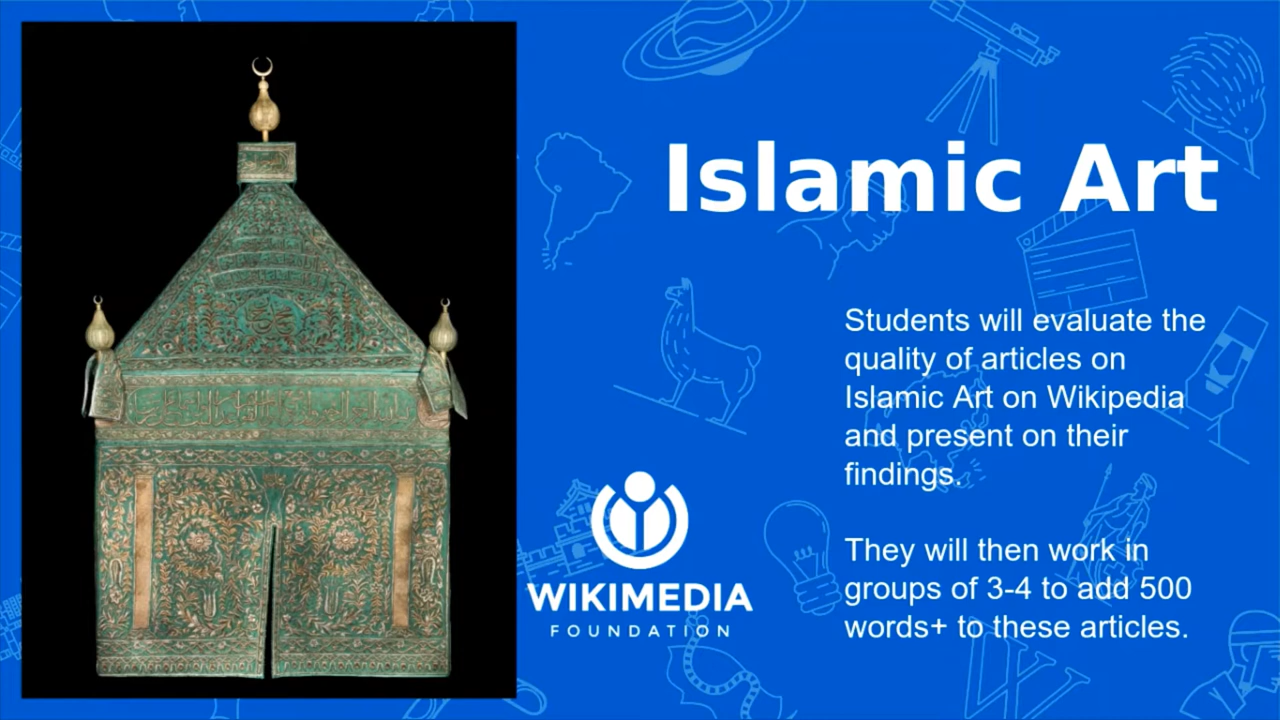 Islamic Art
Students will evaluate the
quality of articles on
Islamic Art on Wikipedia
and present on their
findings.
They will then work in
groups of 3-4 to add 500
words+ to these articles.
WIKIMEDIA
FOUNDATION